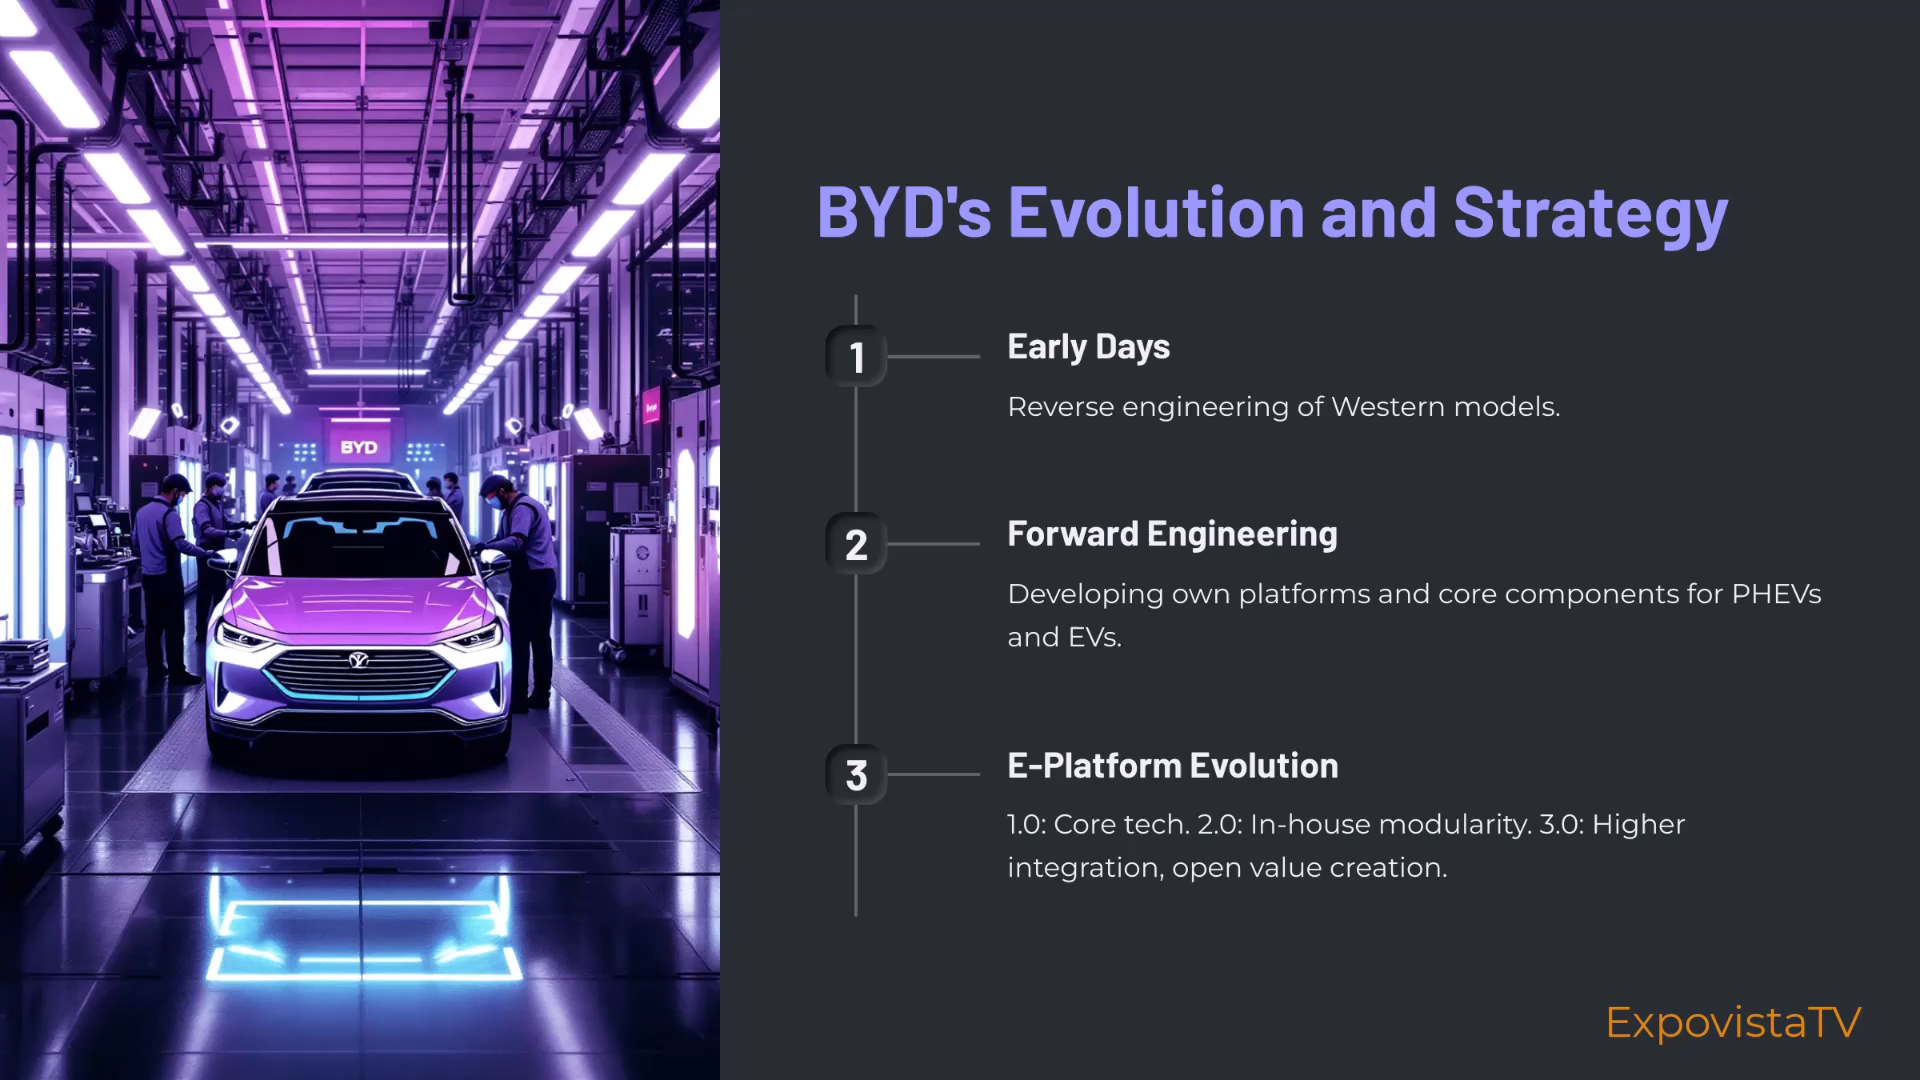 BYD
BYD's Evolution and Strategy
1
Early Days
Reverse engineering of Western models.
2
Forward Engineering
Developing own platforms and core components for PHEVs
and EVs.
3
E-Platform Evolution
1.0: Core tech. 2.0: In-house modularity. 3.0: Higher
integration, open value creation.
ExpovistaTV